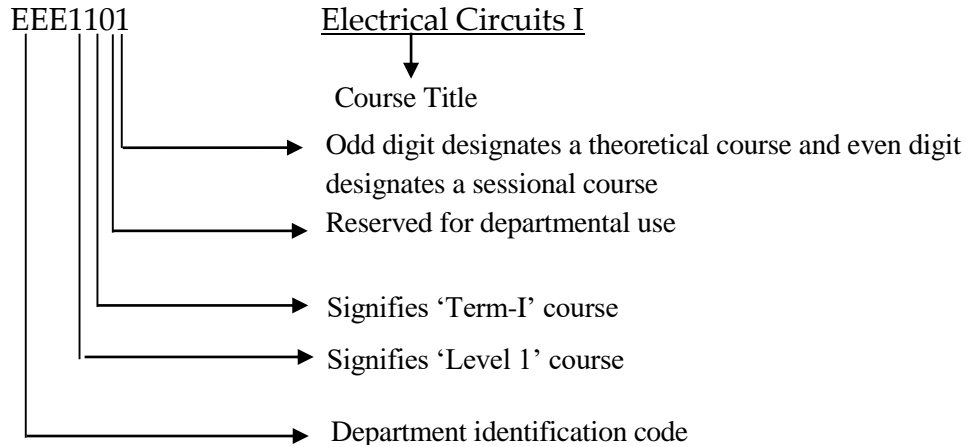 EEE1101 Electrical Circuits I
Course Title
Odd digit designates a theoretical course and even digit
designates a sessional course
Reserved for departmental use
Signifies ‘Term-I’ course
Signifies ‘Level 1’ course
Department identification code